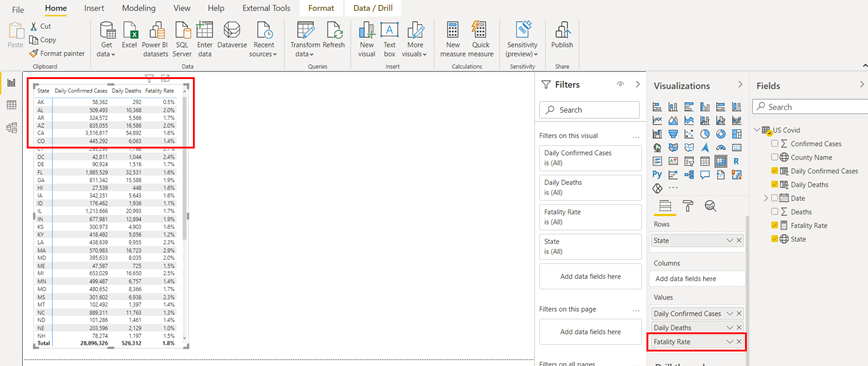 File Home Insert Modeling View Help External Tools Format Data / Drill
Paste
Cut
Copy
Format painter
Clipboard
Get data
Excel
Power BI datasets
SQL Server
Enter data
Dataverse
Recent sources
Data
Transform data
Refresh
Queries
New visual
Text box
More visuals
Insert
New measure
Quick measure
Calculations
Sensitivity (preview)
Sensitivity
Publish
Share
State Daily Confirmed Cases Daily Deaths Fatality Rate
AK 58,362 292 0.5%
AL 509,493 10,368 2.0%
AR 324,572 5,566 1.7%
AZ 835,055 16,586 2.0%
CA 3,516,817 54,892 1.6%
CO 445,292 6,063 1.4%
DC 42,811 1,044 2.4%
DE 90,924 1,516 1.7%
FL 1,985,529 32,531 1.6%
GA 811,342 15,588 1.9%
HI 27,539 448 1.6%
IA 342,351 5,643 1.6%
ID 176,462 1,936 1.1%
IL 1,213,666 20,993 1.7%
IN 677,981 12,894 1.9%
KS 300,973 4,903 1.6%
KY 418,492 5,056 1.2%
LA 438,639 9,955 2.3%
MA 570,963 16,723 2.9%
MD 395,633 8,035 2.0%
ME 47,587 725 1.5%
MI 653,029 16,650 2.5%
MN 499,487 6,757 1.4%
MO 480,652 8,366 1.7%
MS 301,602 6,938 2.3%
MT 102,492 1,397 1.4%
NC 889,311 11,763 1.3%
ND 101,286 1,461 1.4%
NE 203,596 2,129 1.0%
NH 78,274 1,197 1.5%
Total 28,896,326 526,312 1.8%
Filters
Search
Filters on this visual ...
Daily Confirmed Cases
is (All)
Daily Deaths
is (All)
Fatality Rate
is (All)
State
is (All)
Add data fields here
Filters on this page ...
Add data fields here
Filters on all pages
Visualizations
R
Py
...
Rows
State
Columns
Add data fields here
Values
Daily Confirmed Cases
Daily Deaths
Fatality Rate
Drill through
Fields
Search
US Covid
Confirmed Cases
County Name
Daily Confirmed Cases
Daily Deaths
Date
Deaths
Fatality Rate
State